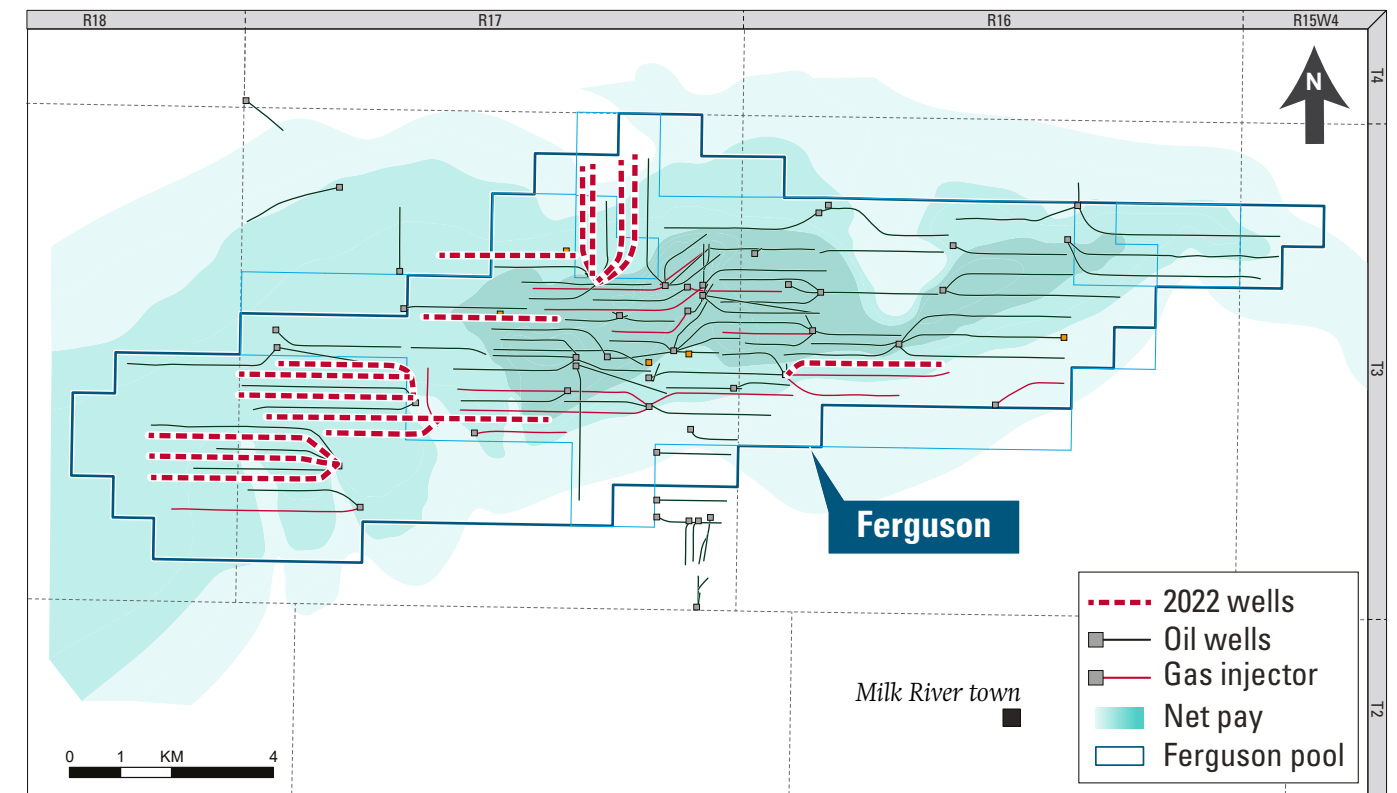 R18
R17
R16
R15W4
T4
N
T3
Ferguson
2022 wells
Oil wells
Gas injector
Milk River town
Net pay
T2
Ferguson pool
0 1 KM 4